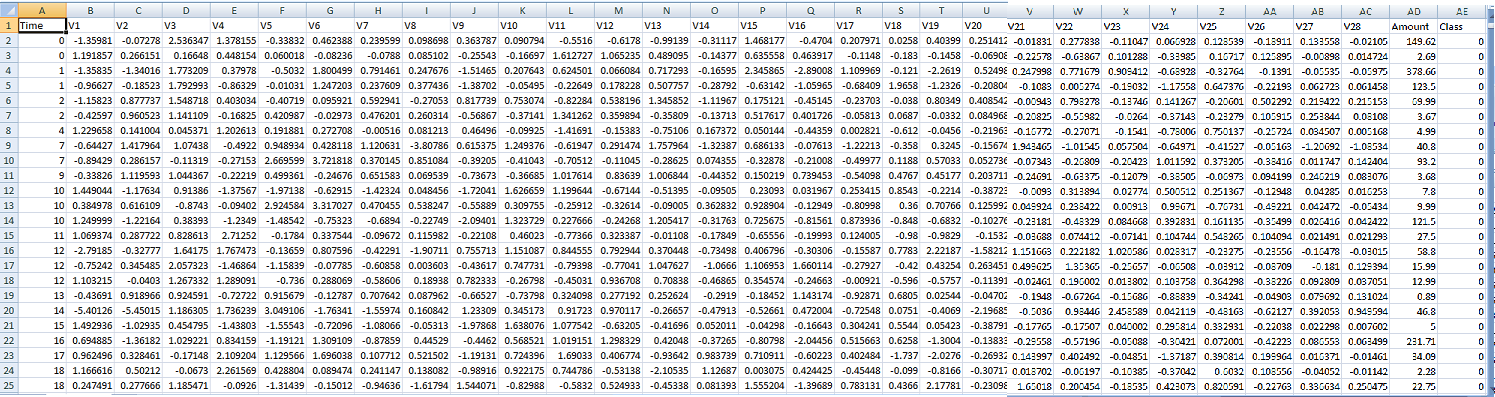 A B C D E F G H I J K L M N O P Q R S T U V W X Y Z AA AB AC AD AE
1 Time V1 V2 V3 V4 V5 V6 V7 V8 V9 V10 V11 V12 V13 V14 V15 V16 V17 V18 V19 V20 V21 V22 V23 V24 V25 V26 V27 V28 Amount Class
2 0 -1.35981 -0.07278 2.536347 1.378155 -0.33832 0.462388 0.239599 0.098698 0.363787 0.090794 -0.5516 -0.6178 -0.99139 -0.31117 1.468177 -0.4704 0.207971 0.0258 0.40399 0.251412 -0.01831 0.277838 -0.11047 0.066928 0.128539 -0.18911 0.133558 -0.02105 149.62 0
3 0 1.191857 0.266151 0.16648 0.448154 0.060018 -0.08236 -0.0788 0.085102 -0.25543 -0.16697 1.612727 1.065235 0.489095 -0.14377 0.635558 0.463917 -0.1148 -0.183 -0.1458 -0.06908 -0.22578 -0.63867 0.101288 -0.33985 0.16717 0.125895 -0.00898 0.014724 2.69 0
4 1 -1.35835 -1.34016 1.773209 0.37978 -0.5032 1.800499 0.791461 0.247676 -1.51465 0.207643 0.624501 0.066084 0.717293 -0.16595 2.345865 -2.89008 1.109969 -0.121 -2.2619 0.52498 0.247998 0.771679 0.909412 -0.68928 -0.32764 -0.1391 -0.05535 -0.05975 378.66 0
5 1 -0.96627 -0.18523 1.792993 -0.86329 -0.01031 1.247203 0.237609 0.377436 -1.38702 -0.05495 -0.22649 0.178228 0.507757 -0.28792 -0.63142 -1.05965 -0.68409 1.9658 -1.2326 -0.20804 -0.1083 0.005274 -0.19032 -1.17558 0.647376 -0.22193 0.062723 0.061458 123.5 0
6 2 -1.15823 0.877737 1.548718 0.403034 -0.40719 0.095921 0.592941 -0.27053 0.817739 0.753074 -0.82284 0.538196 1.345852 -1.11967 0.175121 -0.45145 -0.23703 -0.038 0.80349 0.408542 -0.00943 0.798278 -0.13746 0.141267 -0.20601 0.502292 0.219422 0.215153 69.99 0
7 2 -0.42597 0.960523 1.141109 -0.16825 0.420987 -0.02973 0.476201 0.260314 -0.56867 -0.37141 1.341262 0.359894 -0.35809 -0.13713 0.517617 0.401726 -0.05813 0.0687 -0.0332 0.084968 -0.20825 -0.55982 -0.0264 -0.37143 -0.23279 0.105915 0.253844 0.08108 3.67 0
8 4 1.229658 0.141004 0.045371 1.202613 0.191881 0.272708 -0.00516 0.081213 0.46496 -0.09925 -1.41691 -0.15383 -0.75106 0.167372 0.050144 -0.44359 0.002821 -0.612 -0.0456 -0.21963 -0.16772 -0.27071 -0.1541 -0.78006 0.750137 -0.25724 0.034507 0.005168 4.99 0
9 7 -0.64427 1.417964 1.07438 -0.4922 0.948934 0.428118 1.120631 -3.80786 0.615375 1.249376 -0.61947 0.291474 1.757964 -1.32387 0.686133 -0.07613 -1.22213 -0.358 0.3245 -0.15674 1.943465 -1.01545 0.057504 -0.64971 -0.41527 -0.05163 -1.20692 -1.08534 40.8 0
10 7 -0.89429 0.286157 -0.11319 -0.27153 2.669599 3.721818 0.370145 0.851084 -0.39205 -0.41043 -0.70512 -0.11045 -0.28625 0.074355 -0.32878 -0.21008 -0.49977 0.1188 0.57033 0.052736 -0.07343 -0.26809 -0.20423 1.011592 0.373205 -0.38416 0.011747 0.142404 93.2 0
11 9 -0.33826 1.119593 1.044367 -0.22219 0.499361 -0.24676 0.651583 0.069539 -0.73673 -0.36685 1.017614 0.83639 1.006844 -0.44352 0.150219 0.739453 -0.54098 0.4767 0.45177 0.203711 -0.24691 -0.63375 -0.12079 -0.38505 -0.06973 0.094199 0.246219 0.083076 3.68 0
12 10 1.449044 -1.17634 0.91386 -1.37567 -1.97138 -0.62915 -1.42324 0.048456 -1.72041 1.626659 1.199644 -0.67144 -0.51395 -0.09505 0.23093 0.031967 0.253415 0.8543 -0.2214 -0.38723 -0.0093 0.313894 0.02774 0.500512 0.251367 -0.12948 0.04285 0.016253 7.8 0
13 10 0.384978 0.616109 -0.8743 -0.09402 2.924584 3.317027 0.470455 0.538247 -0.55889 0.309755 -0.25912 -0.32614 -0.09005 0.362832 0.928904 -0.12949 -0.80998 0.36 0.70766 0.125992 0.049924 0.238422 0.00913 0.99671 -0.76731 -0.49221 0.042472 -0.05434 9.99 0
14 10 1.249999 -1.22164 0.38393 -1.2349 -1.48542 -0.75323 -0.6894 -0.22749 -2.09401 1.323729 0.227666 -0.24268 1.205417 -0.31763 0.725675 -0.81561 0.873936 -0.848 -0.6832 -0.10276 -0.23181 -0.48329 0.084668 0.392831 0.161135 -0.35499 0.026416 0.042422 121.5 0
15 11 1.069374 0.287722 0.828613 2.71252 -0.1784 0.337544 -0.09672 0.115982 -0.22108 0.46023 -0.77366 0.323387 -0.01108 -0.17849 -0.65556 -0.19993 0.124005 -0.98 -0.9829 -0.1532 -0.03688 0.074412 -0.07141 0.104744 0.548265 0.104094 0.021491 0.021293 27.5 0
16 12 -2.79185 -0.32777 1.64175 1.767473 -0.13659 0.807596 -0.42291 -1.90711 0.755713 1.151087 0.844555 0.792944 0.370448 -0.73498 0.406796 -0.30306 -0.15587 0.7783 2.22187 -1.58212 1.151663 0.222182 1.020586 0.028317 -0.23275 -0.23556 -0.16478 -0.03015 58.8 0
17 12 -0.75242 0.345485 2.057323 -1.46864 -1.15839 -0.07785 -0.60858 0.003603 -0.43617 0.747731 -0.79398 -0.77041 1.047627 -1.0666 1.106953 1.660114 -0.27927 -0.42 0.43254 0.263451 0.499625 1.35365 -0.25657 -0.06508 -0.03912 -0.08709 -0.181 0.129394 15.99 0
18 12 1.103215 -0.0403 1.267332 1.289091 -0.736 0.288069 -0.58606 0.18938 0.782333 -0.26798 -0.45031 0.936708 0.70838 -0.46865 0.354574 -0.24663 -0.00921 -0.596 -0.5757 -0.11391 -0.02461 0.196002 0.013802 0.103758 0.364298 -0.38226 0.092809 0.037051 12.99 0
19 13 -0.43691 0.918966 0.924591 -0.72722 0.915679 -0.12787 0.707642 0.087962 -0.66527 -0.73798 0.324098 0.277192 0.252624 -0.2919 -0.18452 1.143174 -0.92871 0.6805 0.02544 -0.04702 -0.1948 -0.67264 -0.15686 -0.88839 -0.34241 -0.04903 0.079692 0.131024 0.89 0
20 14 -5.40126 -5.45015 1.186305 1.736239 3.049106 -1.76341 -1.55974 0.160842 1.23309 0.345173 0.91723 0.970117 -0.26657 -0.47913 -0.52661 0.472004 -0.72548 0.0751 -0.4069 -2.19685 -0.5036 0.98446 2.458589 0.042119 -0.48163 -0.62127 0.392053 0.949594 46.8 0
21 15 1.492936 -1.02935 0.454795 -1.43803 -1.55543 -0.72096 -1.08066 -0.05313 -1.97868 1.638076 1.077542 -0.63205 -0.41696 0.052011 -0.04298 -0.16643 0.304241 0.5544 0.05423 -0.38791 -0.17765 -0.17507 0.040002 0.295814 0.332931 -0.22038 0.022298 0.007602 5 0
22 16 0.694885 -1.36182 1.029221 0.834159 -1.19121 1.309109 -0.87859 0.44529 -0.4462 0.568521 1.019151 1.298329 0.42048 -0.37265 -0.80798 -2.04456 0.515663 0.6258 -1.3004 -0.13833 -0.29558 -0.57196 -0.05088 -0.30421 0.072001 -0.42223 0.086553 0.063499 231.71 0
23 17 0.962496 0.328461 -0.17148 2.109204 1.129566 1.696038 0.107712 0.521502 -1.19131 0.724396 1.69033 0.406774 -0.93642 0.983739 0.710911 -0.60223 0.402484 -1.737 -2.0276 -0.26932 0.143997 0.402492 -0.04851 -1.37187 0.390814 0.199964 0.016371 -0.01461 34.09 0
24 18 1.166616 0.50212 -0.0673 2.261569 0.428804 0.089474 0.241147 0.138082 -0.98916 0.922175 0.744786 -0.53138 -2.10535 1.12687 0.003075 0.424425 -0.45448 -0.099 -0.8166 -0.30717 0.018702 -0.06197 -0.10385 -0.37042 0.6032 0.108556 -0.04052 -0.01142 2.28 0
25 18 0.247491 0.277666 1.185471 -0.0926 -1.31439 -0.15012 -0.94636 -1.61794 1.544071 -0.82988 -0.5832 0.524933 -0.45338 0.081393 1.555204 -1.39689 0.783131 0.4366 2.17781 -0.23098 1.65018 0.200454 -0.18535 0.423073 0.820591 -0.22763 0.336634 0.250475 22.75 0